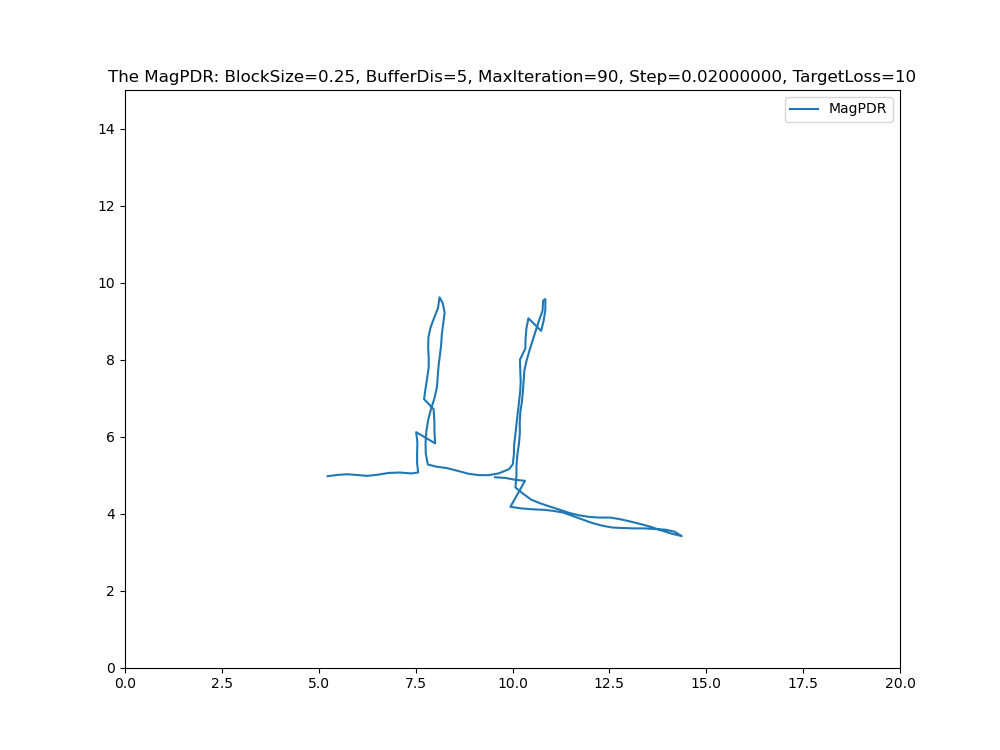 The MagPDR: BlockSize=0.25, BufferDis=5, MaxIteration=90, Step=0.02000000, TargetLoss=10
MagPDR
14
12
10
8
6
4
2
0
0.0 2.5 5.0 7.5 10.0 12.5 15.0 17.5 20.0